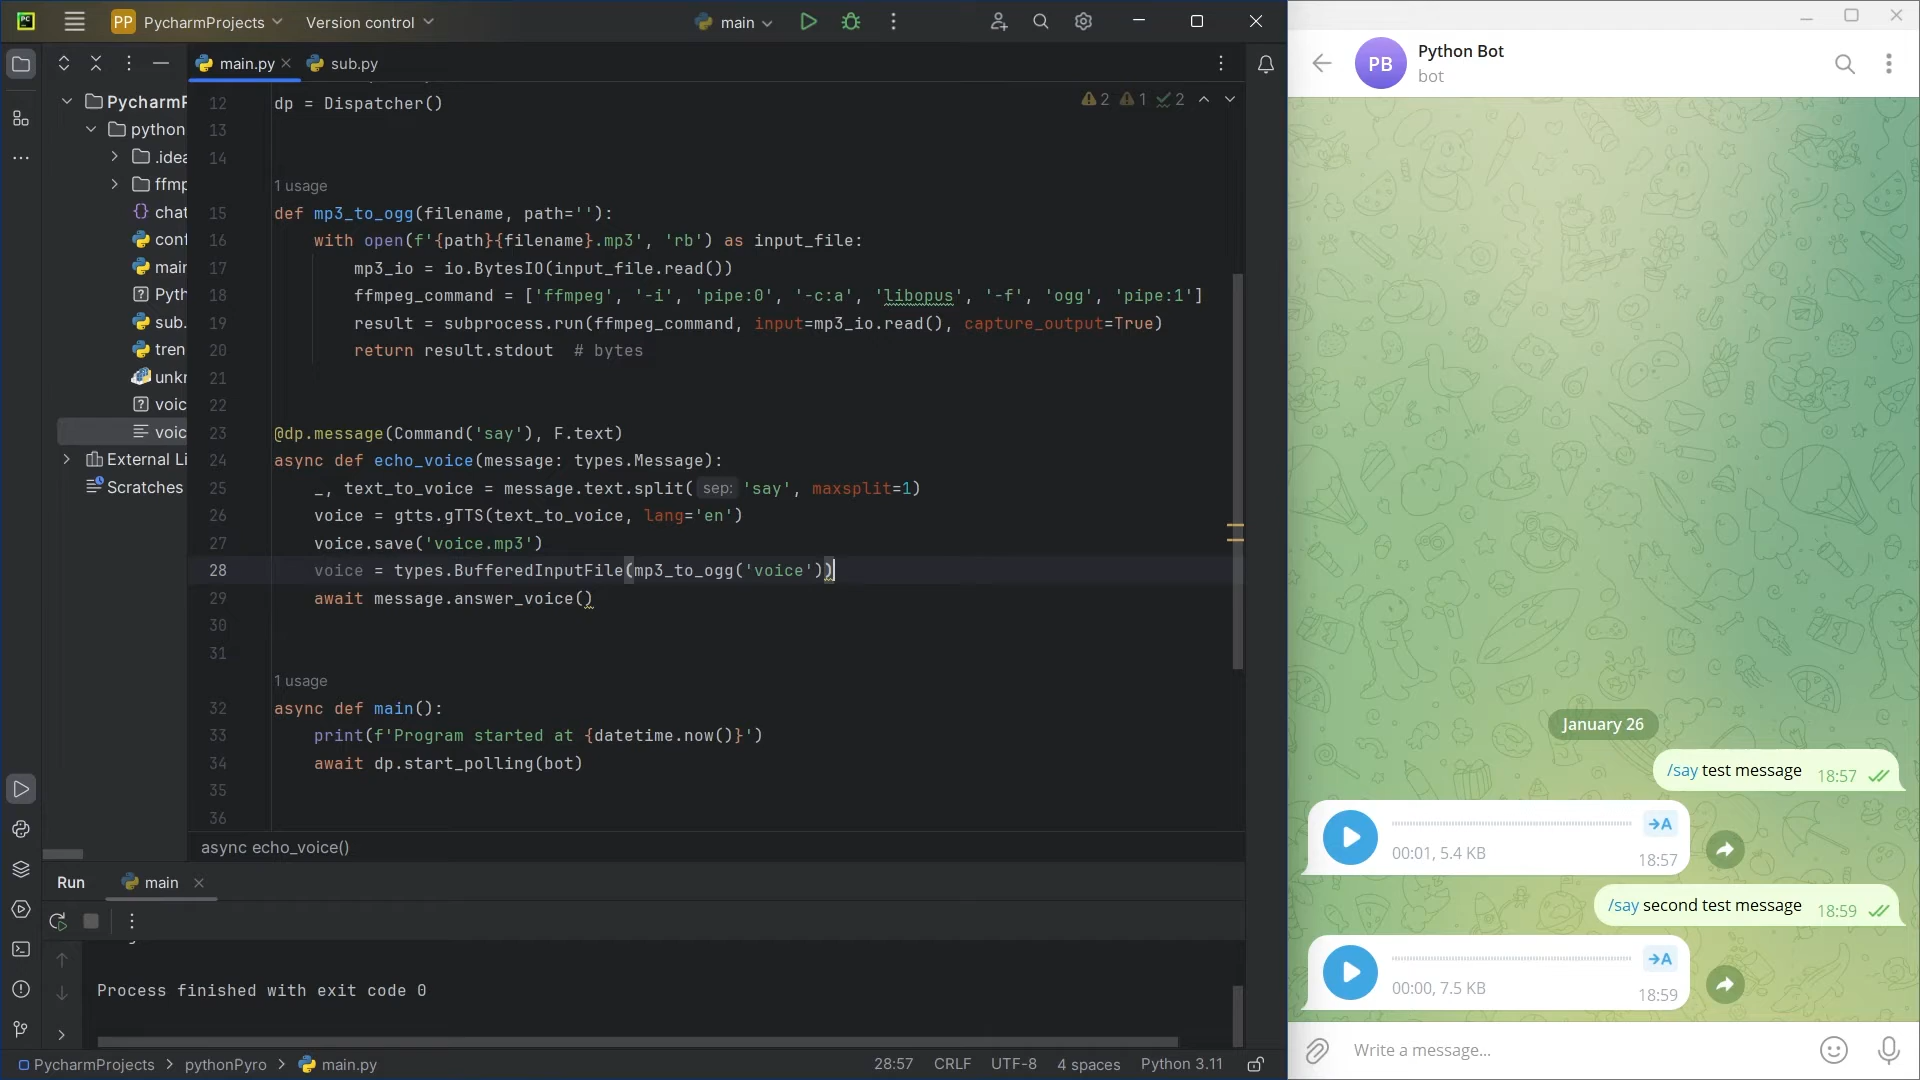 PC
PP PycharmProjects
Version control
main
main.py
sub.py
PycharmP
python
.idea
ffmp
chat
conf
main
Pyth
sub.
tren
unkn
voic
voic
External Li
Scratches
2 1 2
12 dp = Dispatcher()
13
14
1 usage
15 def mp3_to_ogg(filename, path=''):
16 with open(f'{path}{filename}.mp3', 'rb') as input_file:
17 mp3_io = io.BytesIO(input_file.read())
18 ffmpeg_command = ['ffmpeg', '-i', 'pipe:0', '-c:a', 'libopus', '-f', 'ogg', 'pipe:1']
19 result = subprocess.run(ffmpeg_command, input=mp3_io.read(), capture_output=True)
20 return result.stdout # bytes
21
22
23 @dp.message(Command('say'), F.text)
24 async def echo_voice(message: types.Message):
25 _, text_to_voice = message.text.split( sep: 'say', maxsplit=1)
26 voice = gtts.gTTS(text_to_voice, lang='en')
27 voice.save('voice.mp3')
28 voice = types.BufferedInputFile(mp3_to_ogg('voice'))
29 await message.answer_voice()
30
31
1 usage
32 async def main():
33 print(f'Program started at {datetime.now()}')
34 await dp.start_polling(bot)
35
36
async echo_voice()
Run main
Process finished with exit code 0
PycharmProjects > pythonPyro > main.py
28:57 CRLF UTF-8 4 spaces Python 3.11
PB
Python Bot
bot
January 26
/say test message 18:57
→A
00:01, 5.4 KB 18:57
/say second test message 18:59
→A
00:00, 7.5 KB 18:59
Write a message...